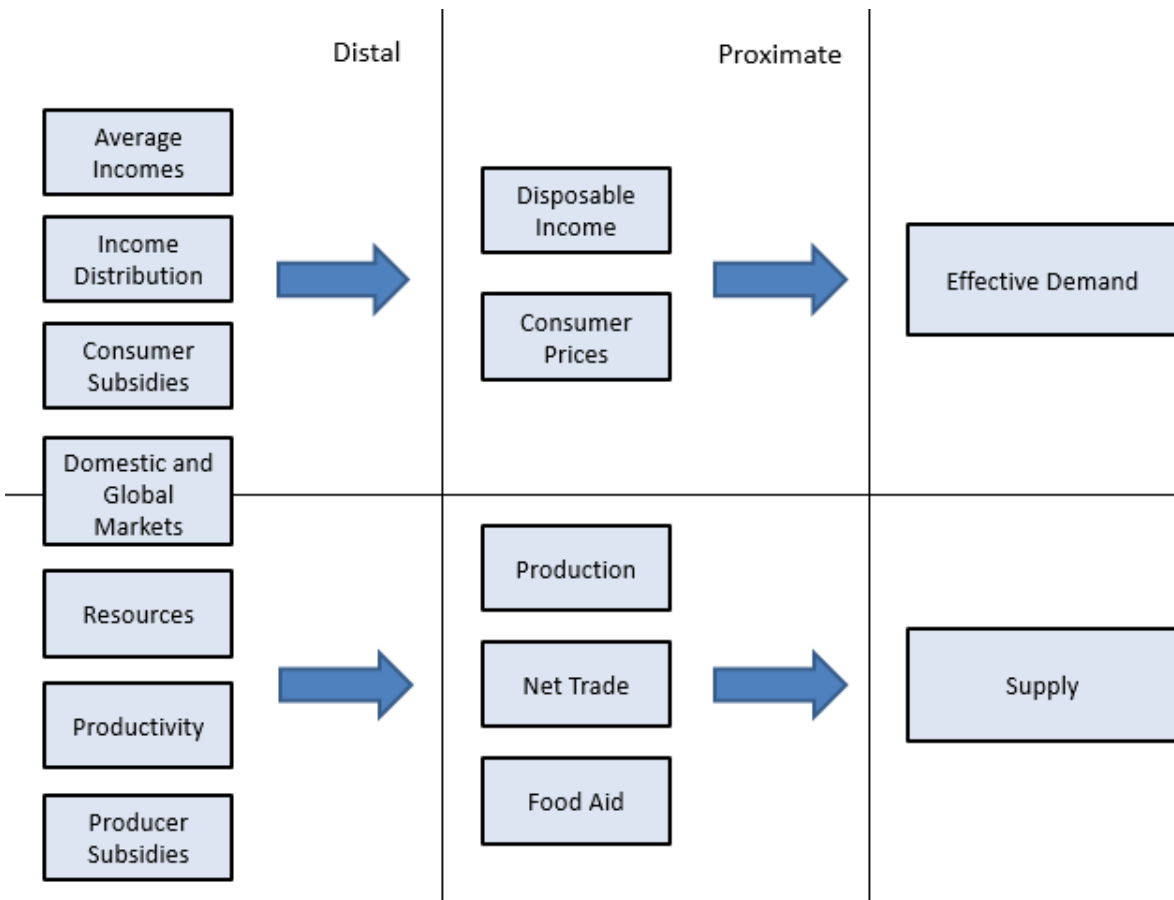 Distal
Proximate
Average
Incomes
Income
Distribution
Consumer
Subsidies
Domestic and
Global
Markets
Resources
Productivity
Producer
Subsidies
Disposable
Income
Consumer
Prices
Production
Net Trade
Food Aid
Effective Demand
Supply